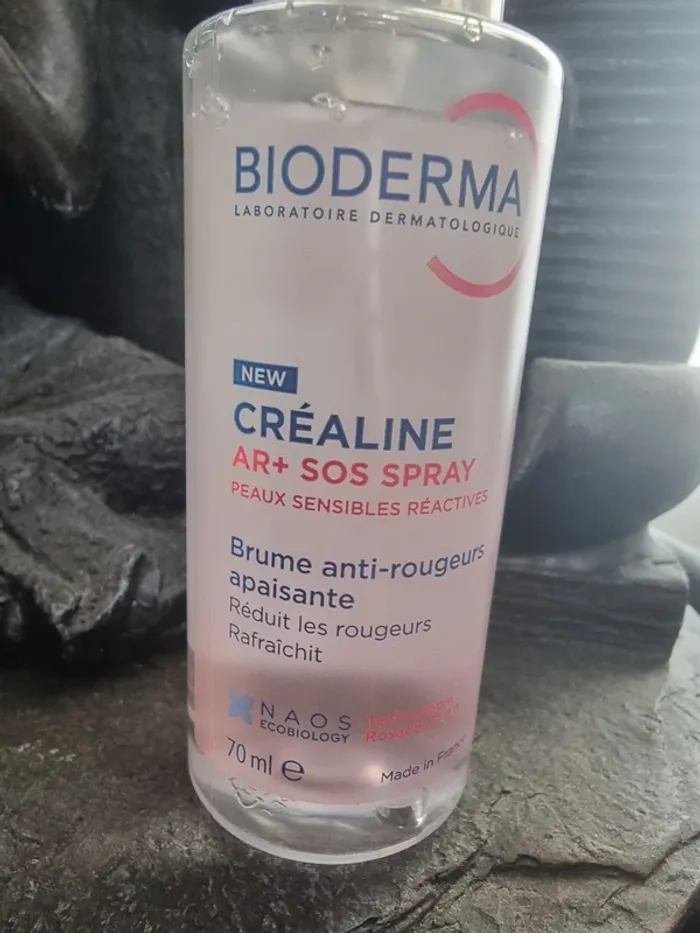 BIODERMA
LABORATOIRE DERMATOLOGIQUE
NEW
CRÉALINE
AR+ SOS SPRAY
PEAUX SENSIBLES RÉACTIVES
Brume anti-rougeurs
apaisante
Réduit les rougeurs
Rafraîchit
NAOS
ECOBIOLOGY
70 ml e
Made in France